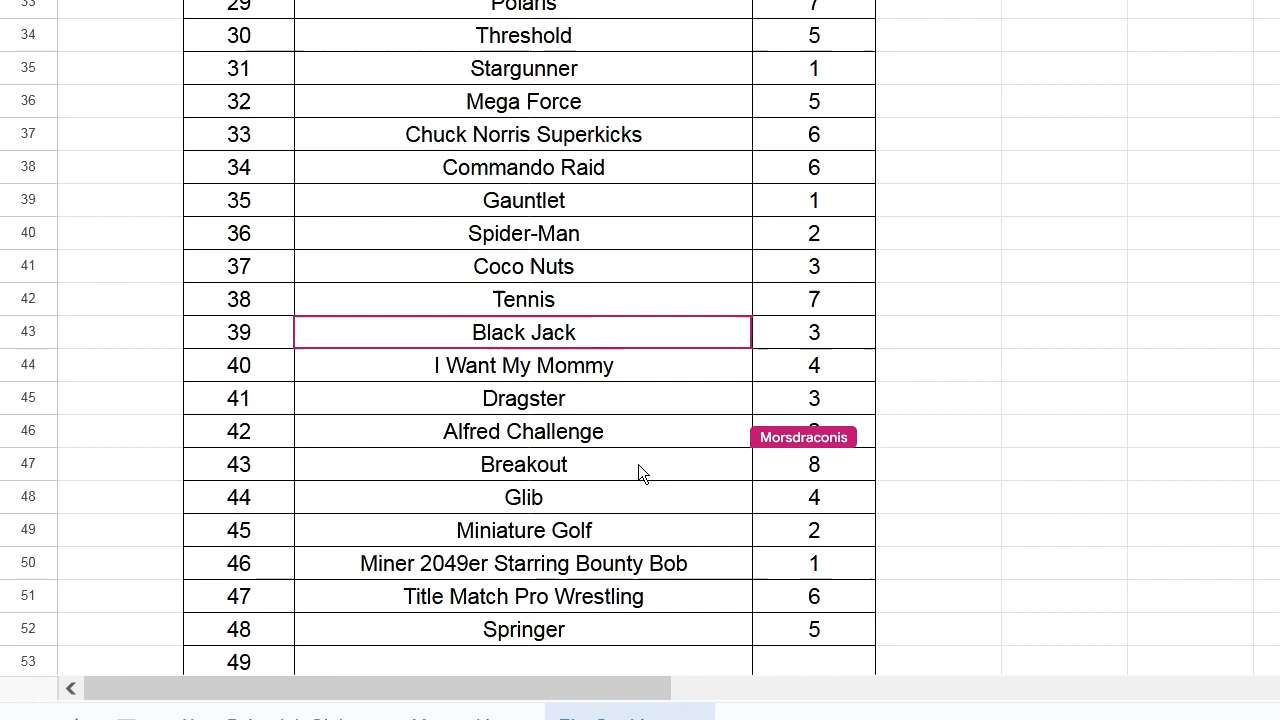 33 29 Polaris 7
34 30 Threshold 5
35 31 Stargunner 1
36 32 Mega Force 5
37 33 Chuck Norris Superkicks 6
38 34 Commando Raid 6
39 35 Gauntlet 1
40 36 Spider-Man 2
41 37 Coco Nuts 3
42 38 Tennis 7
43 39 Black Jack 3
44 40 I Want My Mommy 4
45 41 Dragster 3
46 42 Alfred Challenge
Morsdraconis
47 43 Breakout 8
48 44 Glib 4
49 45 Miniature Golf 2
50 46 Miner 2049er Starring Bounty Bob 1
51 47 Title Match Pro Wrestling 6
52 48 Springer 5
53 49